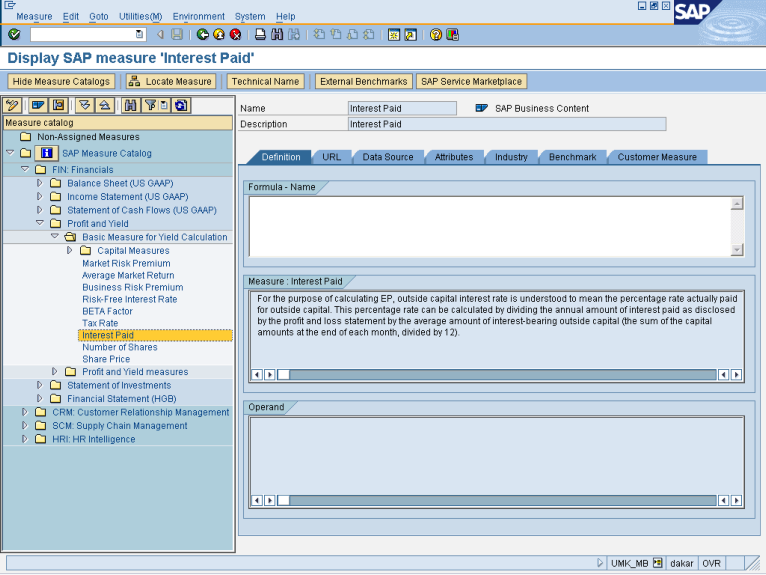 Measure Edit Goto Utilities(M) Environment System Help
SAP
Display SAP measure 'Interest Paid'
Hide Measure Catalogs Locate Measure Technical Name External Benchmarks SAP Service Marketplace
Name Interest Paid SAP Business Content
Description Interest Paid
Measure catalog
Non-Assigned Measures
SAP Measure Catalog
FIN: Financials
Balance Sheet (US GAAP)
Income Statement (US GAAP)
Statement of Cash Flows (US GAAP)
Profit and Yield
Basic Measure for Yield Calculation
Capital Measures
Market Risk Premium
Average Market Return
Business Risk Premium
Risk-Free Interest Rate
BETA Factor
Tax Rate
Interest Paid
Number of Shares
Share Price
Profit and Yield measures
Statement of Investments
Financial Statement (HGB)
CRM: Customer Relationship Management
SCM: Supply Chain Management
HRI: HR Intelligence
Definition URL Data Source Attributes Industry Benchmark Customer Measure
Formula - Name
Measure : Interest Paid
For the purpose of calculating EP, outside capital interest rate is understood to mean the percentage rate actually paid
for outside capital. This percentage rate can be calculated by dividing the annual amount of interest paid as disclosed
by the profit and loss statement by the average amount of interest-bearing outside capital (the sum of the capital
amounts at the end of each month, divided by 12).
Operand
UMK_MB dakar OVR